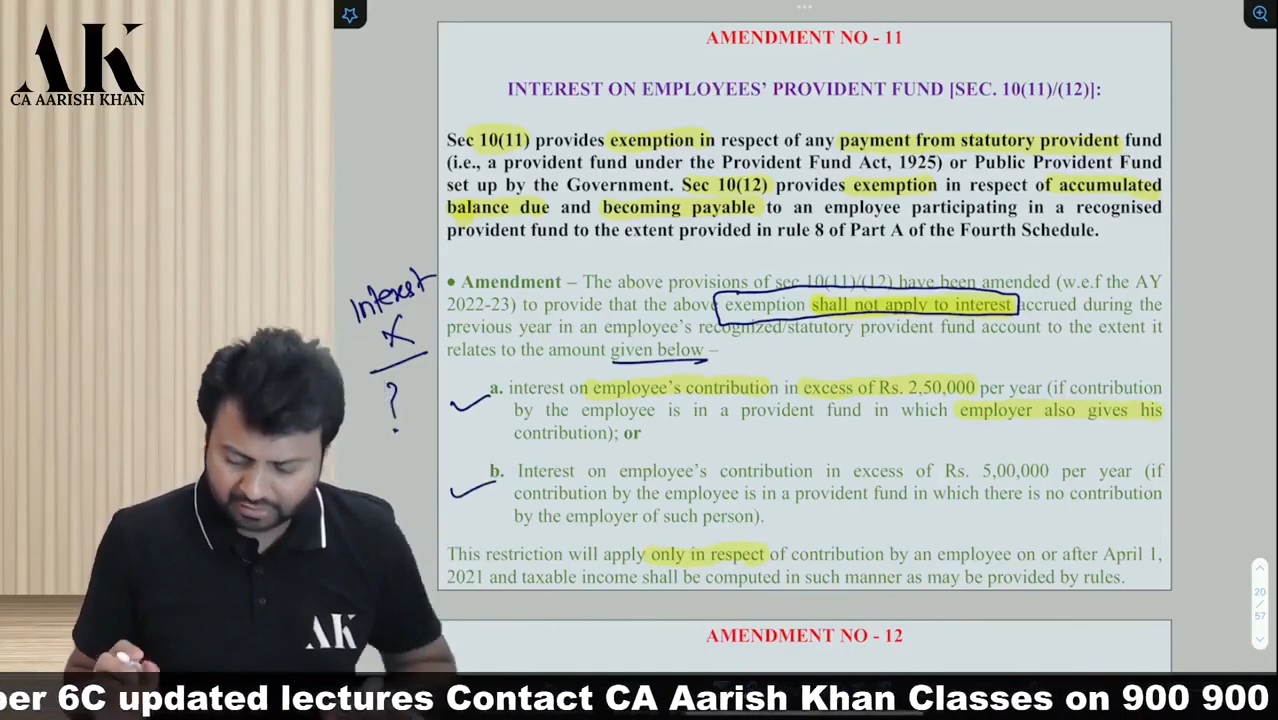 AK
CA AARISH KHAN
AMENDMENT NO - 11
INTEREST ON EMPLOYEES' PROVIDENT FUND [SEC. 10(11)/(12)]:
Sec 10(11) provides exemption in respect of any payment from statutory provident fund
(i.e., a provident fund under the Provident Fund Act, 1925) or Public Provident Fund
set up by the Government. Sec 10(12) provides exemption in respect of accumulated
balance due and becoming payable to an employee participating in a recognised
provident fund to the extent provided in rule 8 of Part A of the Fourth Schedule.
• Amendment – The above provisions of sec 10(11)/(12) have been amended (w.e.f the AY
2022-23) to provide that the above exemption shall not apply to interest accrued during the
previous year in an employee's recognized/statutory provident fund account to the extent it
relates to the amount given below –
Interest
X
?
a. interest on employee's contribution in excess of Rs. 2,50,000 per year (if contribution
by the employee is in a provident fund in which employer also gives his
contribution); or
b. Interest on employee's contribution in excess of Rs. 5,00,000 per year (if
contribution by the employee is in a provident fund in which there is no contribution
by the employer of such person).
This restriction will apply only in respect of contribution by an employee on or after April 1,
2021 and taxable income shall be computed in such manner as may be provided by rules.
20
/
57
AMENDMENT NO - 12
AK
per 6C updated lectures Contact CA Aarish Khan Classes on 900 900